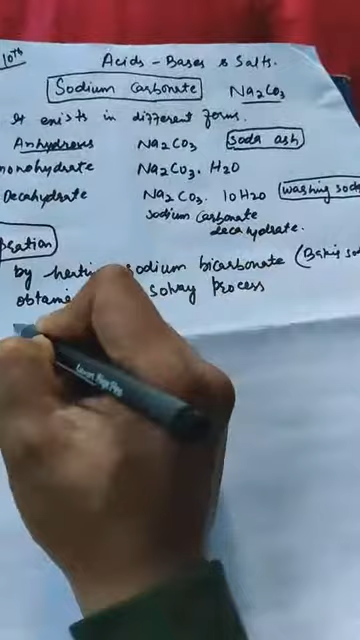 10th
Acids - Bases & Salts.
Sodium Carbonate Na2CO3
It exists in different forms.
Anhydrous Na2CO3 Soda ash
monohydrate Na2CO3. H2O
Decahydrate Na2CO3. 10H2O washing soda
Sodium Carbonate
decahydrate.
by heating sodium bicarbonate (Baking
solvay process